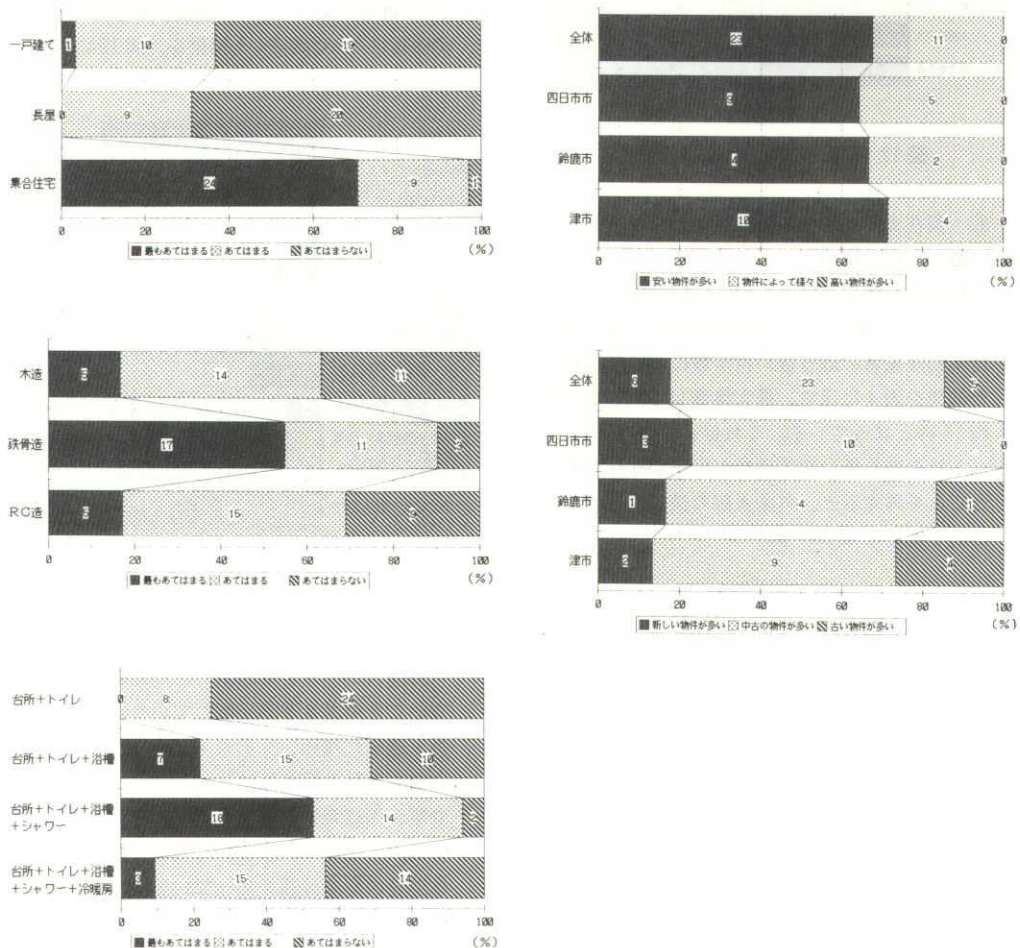 一戸建て 1 10
長屋 0 9 20
集合住宅 24 9 1
0 20 40 60 80 100
最もあてはまる あてはまる あてはまらない (%)
木造 14 11
鉄骨造 17 11
RC造 15
0 20 40 60 80 100
最もあてはまる あてはまる あてはまらない (%)
台所+トイレ 0 8 24
台所+トイレ+浴槽 7 15 10
台所+トイレ+浴槽
+シャワー 14
台所+トイレ+浴槽
+シャワー+冷暖房 15 14
0 20 40 60 80 100
最もあてはまる あてはまる あてはまらない (%)
全体 23 11 0
四日市市 5 0
鈴鹿市 4 2 0
津市 10 4 0
0 20 40 60 80 100
安い物件が多い 物件によって様々 高い物件が多い (%)
全体 23
四日市市 10 0
鈴鹿市 1 4 1
津市 9 4
0 20 40 60 80 100
新しい物件が多い 中古の物件が多い 古い物件が多い (%)